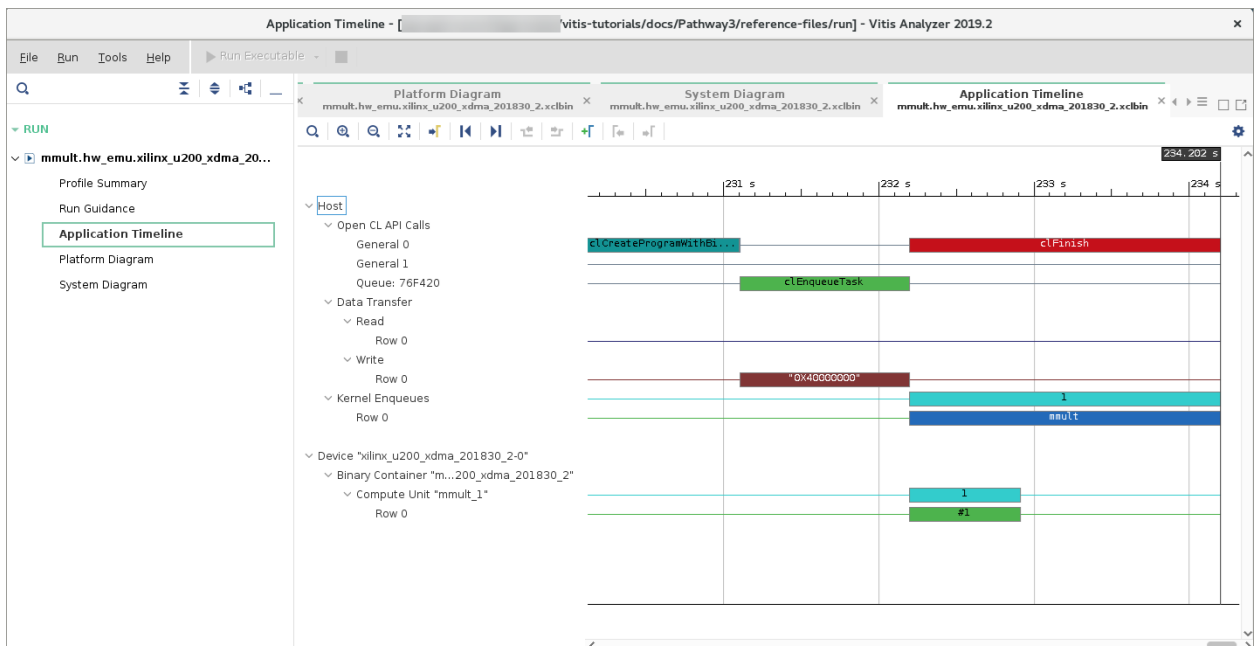 Application Timeline - [ /vitis-tutorials/docs/Pathway3/reference-files/run] - Vitis Analyzer 2019.2 ×
File Run Tools Help Run Executable
RUN
mmult.hw_emu.xilinx_u200_xdma_20...
Profile Summary
Run Guidance
Application Timeline
Platform Diagram
System Diagram
Platform Diagram
mmult.hw_emu.xilinx_u200_xdma_201830_2.xclbin
System Diagram
mmult.hw_emu.xilinx_u200_xdma_201830_2.xclbin
Application Timeline
mmult.hw_emu.xilinx_u200_xdma_201830_2.xclbin
234.202 s
231 s 232 s 233 s 234 s
Host
Open CL API Calls
General 0 clCreateProgramWithBi... clFinish
General 1
Queue: 76F420 clEnqueueTask
Data Transfer
Read
Row 0
Write
Row 0 "0X40000000"
Kernel Enqueues 1
Row 0 mmult
Device "xilinx_u200_xdma_201830_2-0"
Binary Container "m...200_xdma_201830_2"
Compute Unit "mmult_1" 1
Row 0 #1